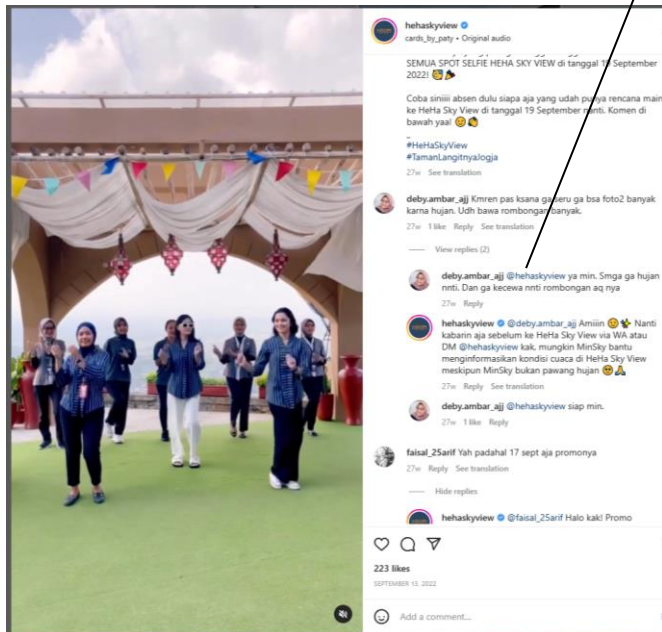 hehaskyview
cards_by_paty • Original audio
SEMUA SPOT SELFIE HEHA SKY VIEW di tanggal 19 September
2022! 🥳🎉
Coba siniiii absen dulu siapa aja yang udah punya rencana main
ke HeHa Sky View di tanggal 19 September nanti. Komen di
bawah yaa! 😉👏
_
#HeHaSkyView
#TamanLangitnyaJogja
27w See translation
deby.ambar_ajj Kmren pas ksana ga seru ga bsa foto2 banyak
karna hujan. Udh bawa rombongan banyak.
27w 1 like Reply See translation
View replies (2)
deby.ambar_ajj @hehaskyview ya min. Smga ga hujan
nnti. Dan ga kecewa nnti rombongan aq nya
27w Reply
hehaskyview @deby.ambar_ajj Amiiin 😉✨ Nanti
kabarin aja sebelum ke HeHa Sky View via WA atau
DM @hehaskyview kak, mungkin MinSky bantu
menginformasikan kondisi cuaca di HeHa Sky View
meskipun MinSky bukan pawang hujan 🥹🙏
27w Reply See translation
deby.ambar_ajj @hehaskyview siap min.
27w 1 like Reply
faisal_25arif Yah padahal 17 sept aja promonya
27w Reply See translation
Hide replies
hehaskyview @faisal_25arif Halo kak! Promo
223 likes
SEPTEMBER 15, 2022
Add a comment...